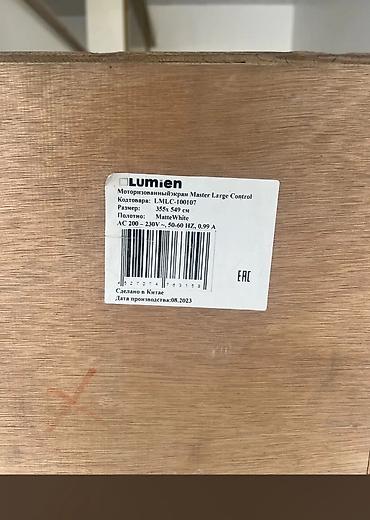 Lumien
Моторизованныйэкран Master Large Control
Кодтовара: LMLC-100107
Размер: 355x 549 см
Полотно: MatteWhite
AC 200 – 230V ~, 50-60 HZ, 0,99 A
EAC
Сделано в Китае
Дата производства:08.2023